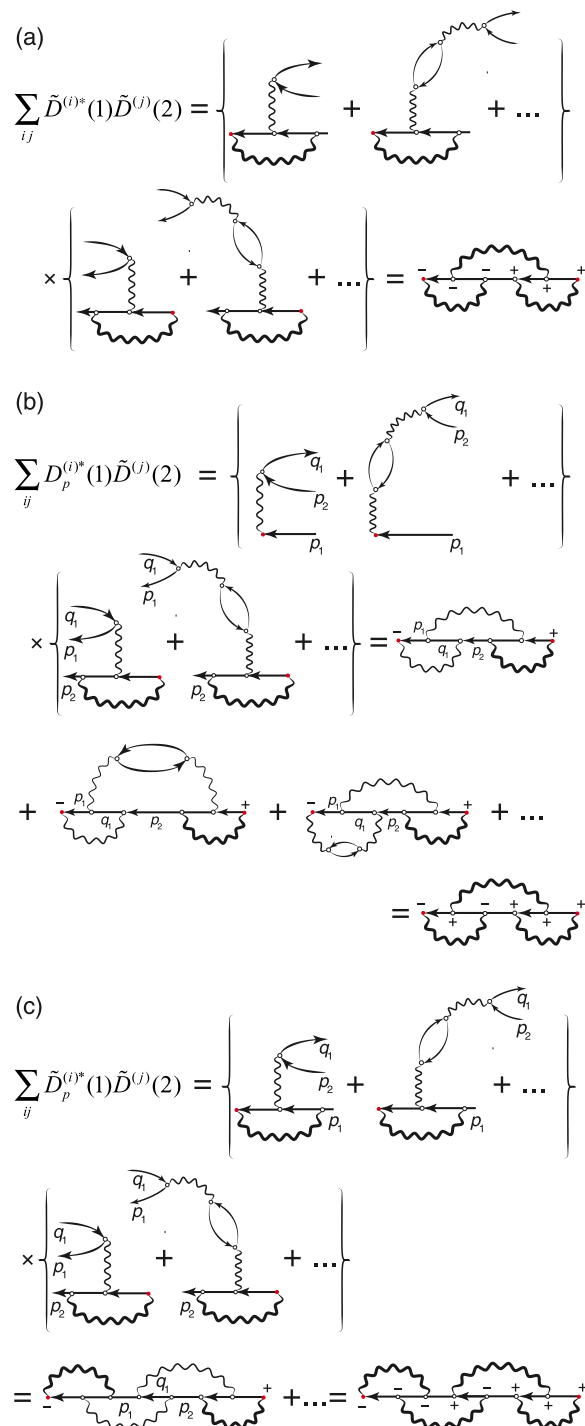 (a)
∑ij D̃^(i)*(1)D̃^(j)(2) = { + + ... }
× { + + ... } = - - - + + +
(b)
∑ij D_p^(i)*(1)D̃^(j)(2) = { q₁ p₂ p₁ + q₁ p₂ p₁ + ... }
× { q₁ p₁ p₂ + q₁ p₁ p₂ + ... } = - p₁ q₁ p₂ +
+ - p₁ q₁ p₂ + + - p₁ q₁ p₂ + + ...
= - + - + + +
(c)
∑ij D̃_p^(i)*(1)D̃^(j)(2) = { q₁ p₂ p₁ + q₁ p₂ p₁ + ... }
× { q₁ p₁ p₂ + q₁ p₁ p₂ + ... }
= - p₁ q₁ p₂ + + ... = - - - + - + + +